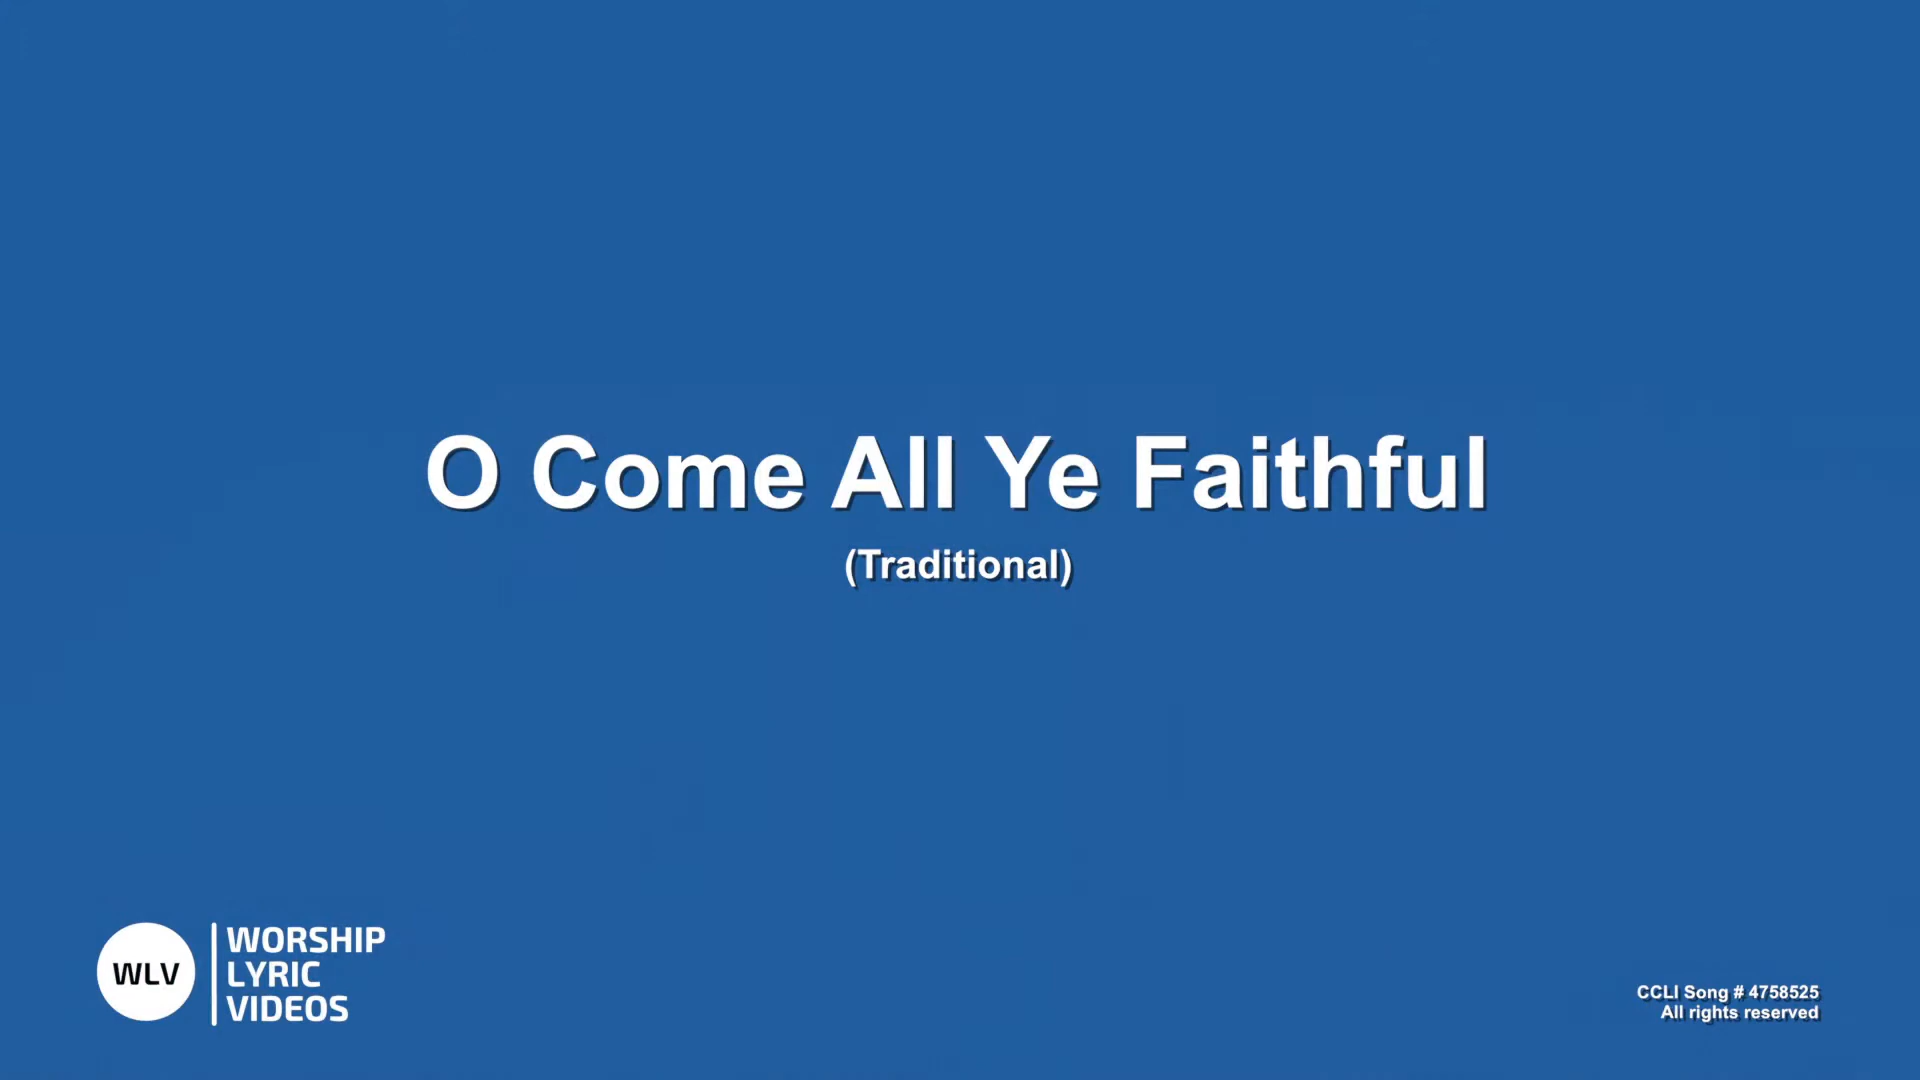 O Come All Ye Faithful
(Traditional)
WLV
WORSHIP
LYRIC
VIDEOS
CCLI Song # 4758525
All rights reserved